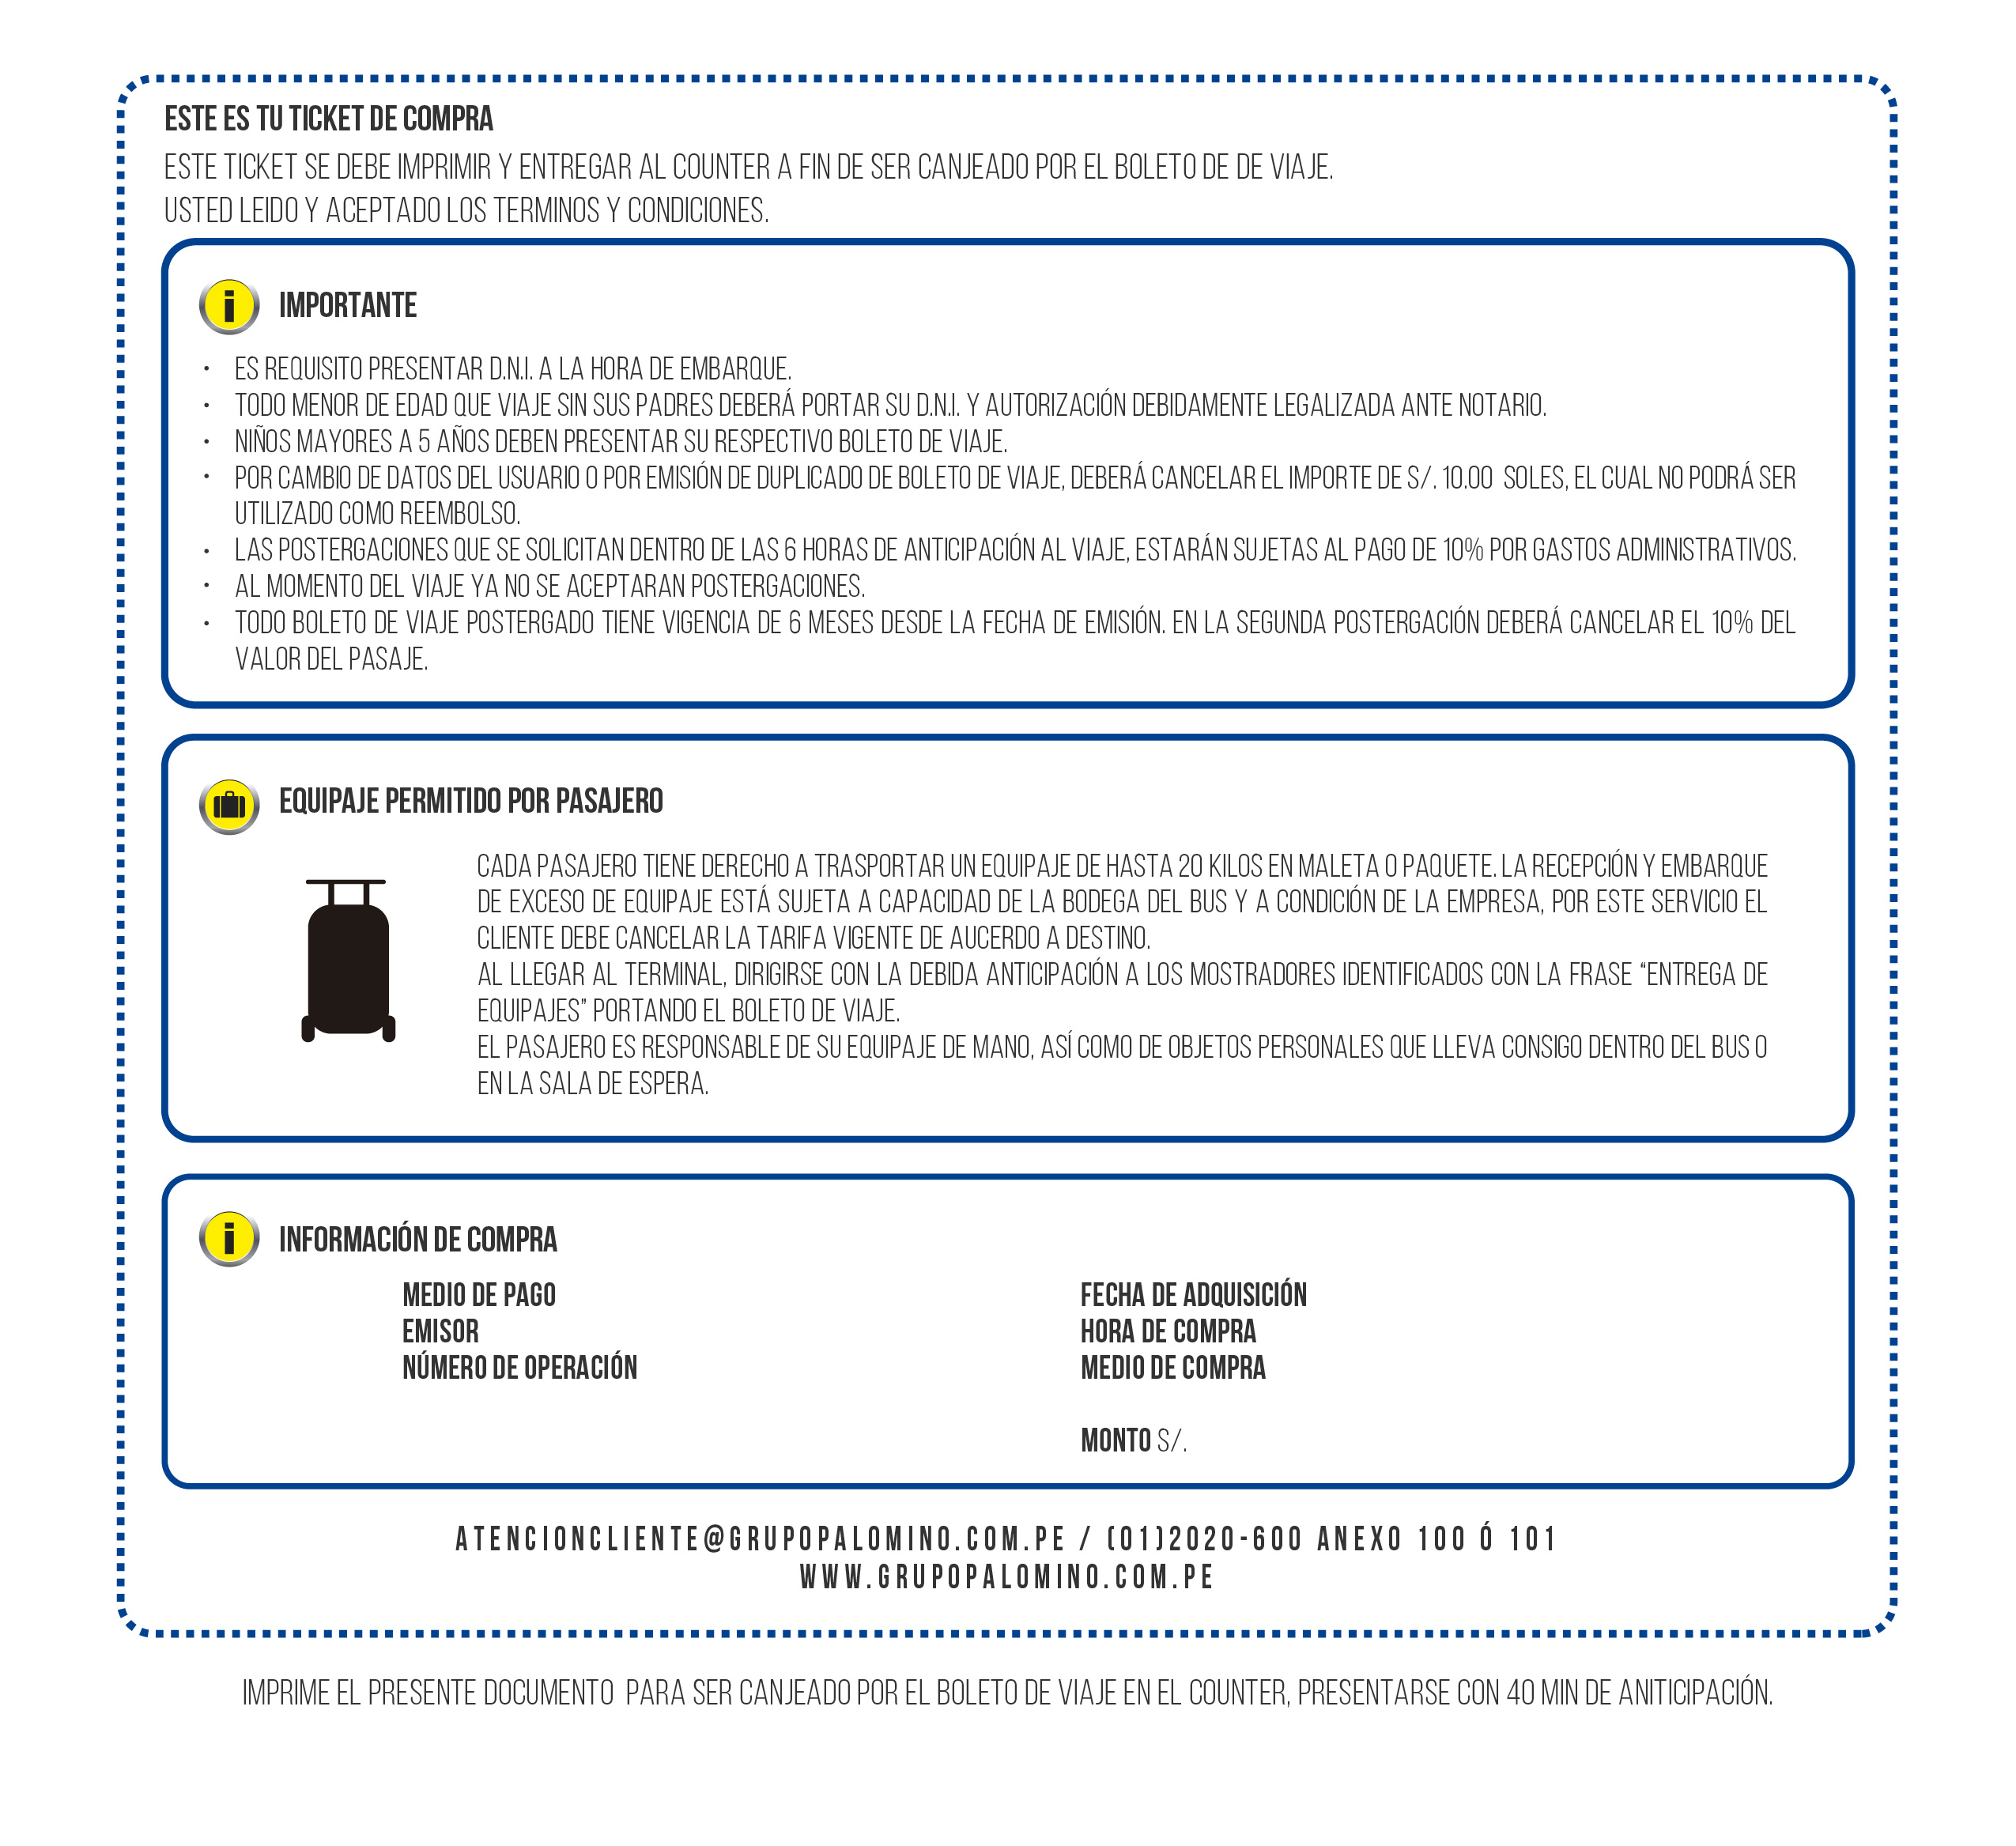 ESTE ES TU TICKET DE COMPRA
ESTE TICKET SE DEBE IMPRIMIR Y ENTREGAR AL COUNTER A FIN DE SER CANJEADO POR EL BOLETO DE DE VIAJE.
USTED LEIDO Y ACEPTADO LOS TERMINOS Y CONDICIONES.
i IMPORTANTE
• ES REQUISITO PRESENTAR D.N.I. A LA HORA DE EMBARQUE.
• TODO MENOR DE EDAD QUE VIAJE SIN SUS PADRES DEBERÁ PORTAR SU D.N.I. Y AUTORIZACIÓN DEBIDAMENTE LEGALIZADA ANTE NOTARIO.
• NIÑOS MAYORES A 5 AÑOS DEBEN PRESENTAR SU RESPECTIVO BOLETO DE VIAJE.
• POR CAMBIO DE DATOS DEL USUARIO O POR EMISIÓN DE DUPLICADO DE BOLETO DE VIAJE, DEBERÁ CANCELAR EL IMPORTE DE S/. 10.00 SOLES, EL CUAL NO PODRÁ SER
UTILIZADO COMO REEMBOLSO.
• LAS POSTERGACIONES QUE SE SOLICITAN DENTRO DE LAS 6 HORAS DE ANTICIPACIÓN AL VIAJE, ESTARÁN SUJETAS AL PAGO DE 10% POR GASTOS ADMINISTRATIVOS.
• AL MOMENTO DEL VIAJE YA NO SE ACEPTARAN POSTERGACIONES.
• TODO BOLETO DE VIAJE POSTERGADO TIENE VIGENCIA DE 6 MESES DESDE LA FECHA DE EMISIÓN. EN LA SEGUNDA POSTERGACIÓN DEBERÁ CANCELAR EL 10% DEL
VALOR DEL PASAJE.
EQUIPAJE PERMITIDO POR PASAJERO
CADA PASAJERO TIENE DERECHO A TRASPORTAR UN EQUIPAJE DE HASTA 20 KILOS EN MALETA O PAQUETE. LA RECEPCIÓN Y EMBARQUE
DE EXCESO DE EQUIPAJE ESTÁ SUJETA A CAPACIDAD DE LA BODEGA DEL BUS Y A CONDICIÓN DE LA EMPRESA, POR ESTE SERVICIO EL
CLIENTE DEBE CANCELAR LA TARIFA VIGENTE DE AUCERDO A DESTINO.
AL LLEGAR AL TERMINAL, DIRIGIRSE CON LA DEBIDA ANTICIPACIÓN A LOS MOSTRADORES IDENTIFICADOS CON LA FRASE “ENTREGA DE
EQUIPAJES” PORTANDO EL BOLETO DE VIAJE.
EL PASAJERO ES RESPONSABLE DE SU EQUIPAJE DE MANO, ASÍ COMO DE OBJETOS PERSONALES QUE LLEVA CONSIGO DENTRO DEL BUS O
EN LA SALA DE ESPERA.
i INFORMACIÓN DE COMPRA
MEDIO DE PAGO
EMISOR
NÚMERO DE OPERACIÓN
FECHA DE ADQUISICIÓN
HORA DE COMPRA
MEDIO DE COMPRA
MONTO S/.
ATENCIONCLIENTE@GRUPOPALOMINO.COM.PE / (01)2020-600 ANEXO 100 Ó 101
WWW.GRUPOPALOMINO.COM.PE
IMPRIME EL PRESENTE DOCUMENTO PARA SER CANJEADO POR EL BOLETO DE VIAJE EN EL COUNTER, PRESENTARSE CON 40 MIN DE ANITICIPACIÓN.